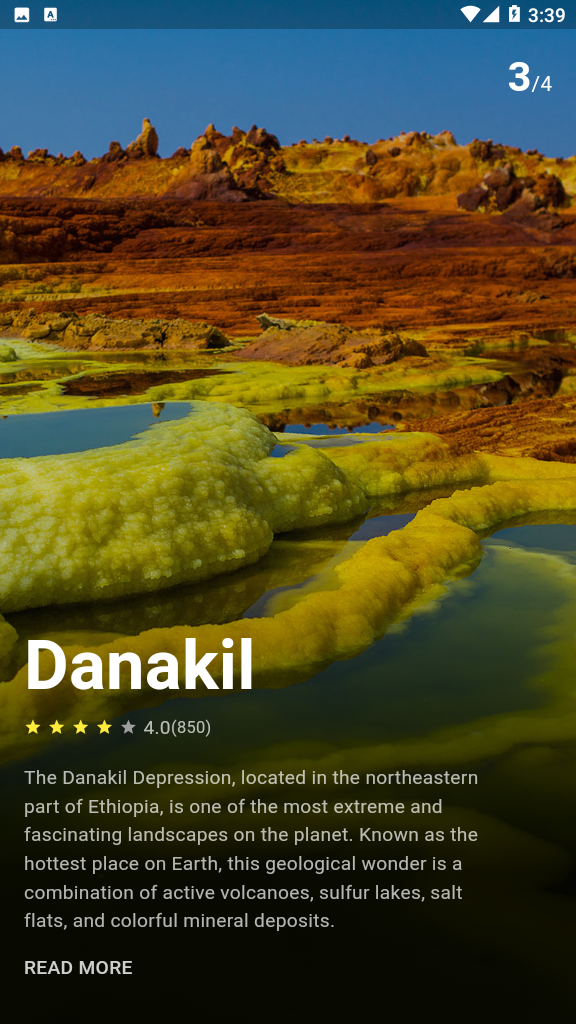 3:39
3/4
Danakil
4.0(850)
The Danakil Depression, located in the northeastern
part of Ethiopia, is one of the most extreme and
fascinating landscapes on the planet. Known as the
hottest place on Earth, this geological wonder is a
combination of active volcanoes, sulfur lakes, salt
flats, and colorful mineral deposits.
READ MORE